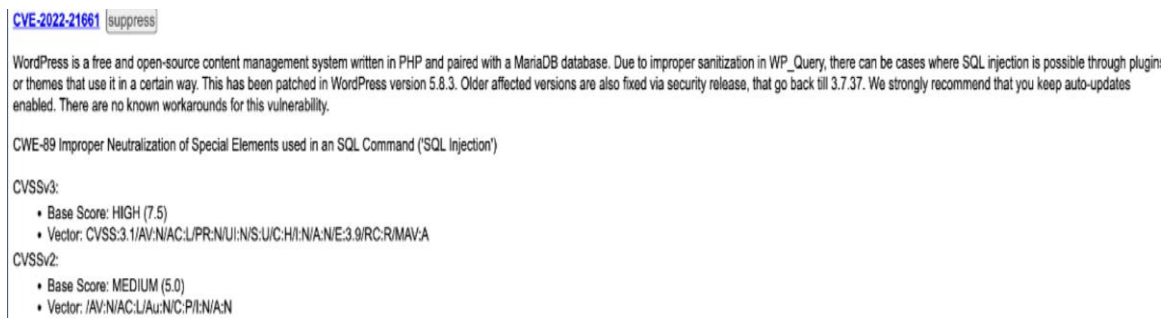 CVE-2022-21661 suppress
WordPress is a free and open-source content management system written in PHP and paired with a MariaDB database. Due to improper sanitization in WP_Query, there can be cases where SQL injection is possible through plugins
or themes that use it in a certain way. This has been patched in WordPress version 5.8.3. Older affected versions are also fixed via security release, that go back till 3.7.37. We strongly recommend that you keep auto-updates
enabled. There are no known workarounds for this vulnerability.
CWE-89 Improper Neutralization of Special Elements used in an SQL Command ('SQL Injection')
CVSSv3:
• Base Score: HIGH (7.5)
• Vector: CVSS:3.1/AV:N/AC:L/PR:N/UI:N/S:U/C:H/I:N/A:N/E:3.9/RC:R/MAV:A
CVSSv2:
• Base Score: MEDIUM (5.0)
• Vector: /AV:N/AC:L/Au:N/C:P/I:N/A:N